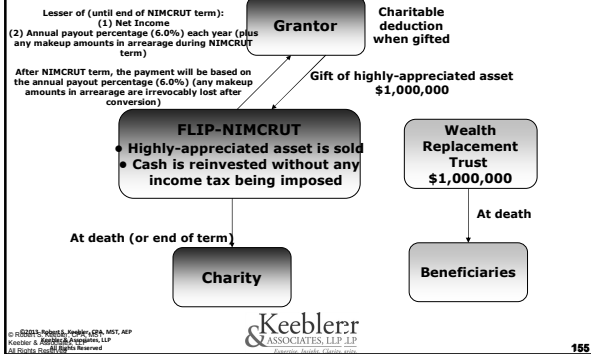 Lesser of (until end of NIMCRUT term):
(1) Net Income
(2) Annual payout percentage (6.0%) each year (plus
any makeup amounts in arrearage during NIMCRUT
term)
After NIMCRUT term, the payment will be based on
the annual payout percentage (6.0%) (any makeup
amounts in arrearage are irrevocably lost after
conversion)
Grantor
Charitable
deduction
when gifted
Gift of highly-appreciated asset
$1,000,000
FLIP-NIMCRUT
• Highly-appreciated asset is sold
• Cash is reinvested without any
income tax being imposed
Wealth
Replacement
Trust
$1,000,000
At death
At death (or end of term)
Charity
Beneficiaries
Keebler & Associates, LLP
All Rights Reserved
& ASSOCIATES, LLP
155